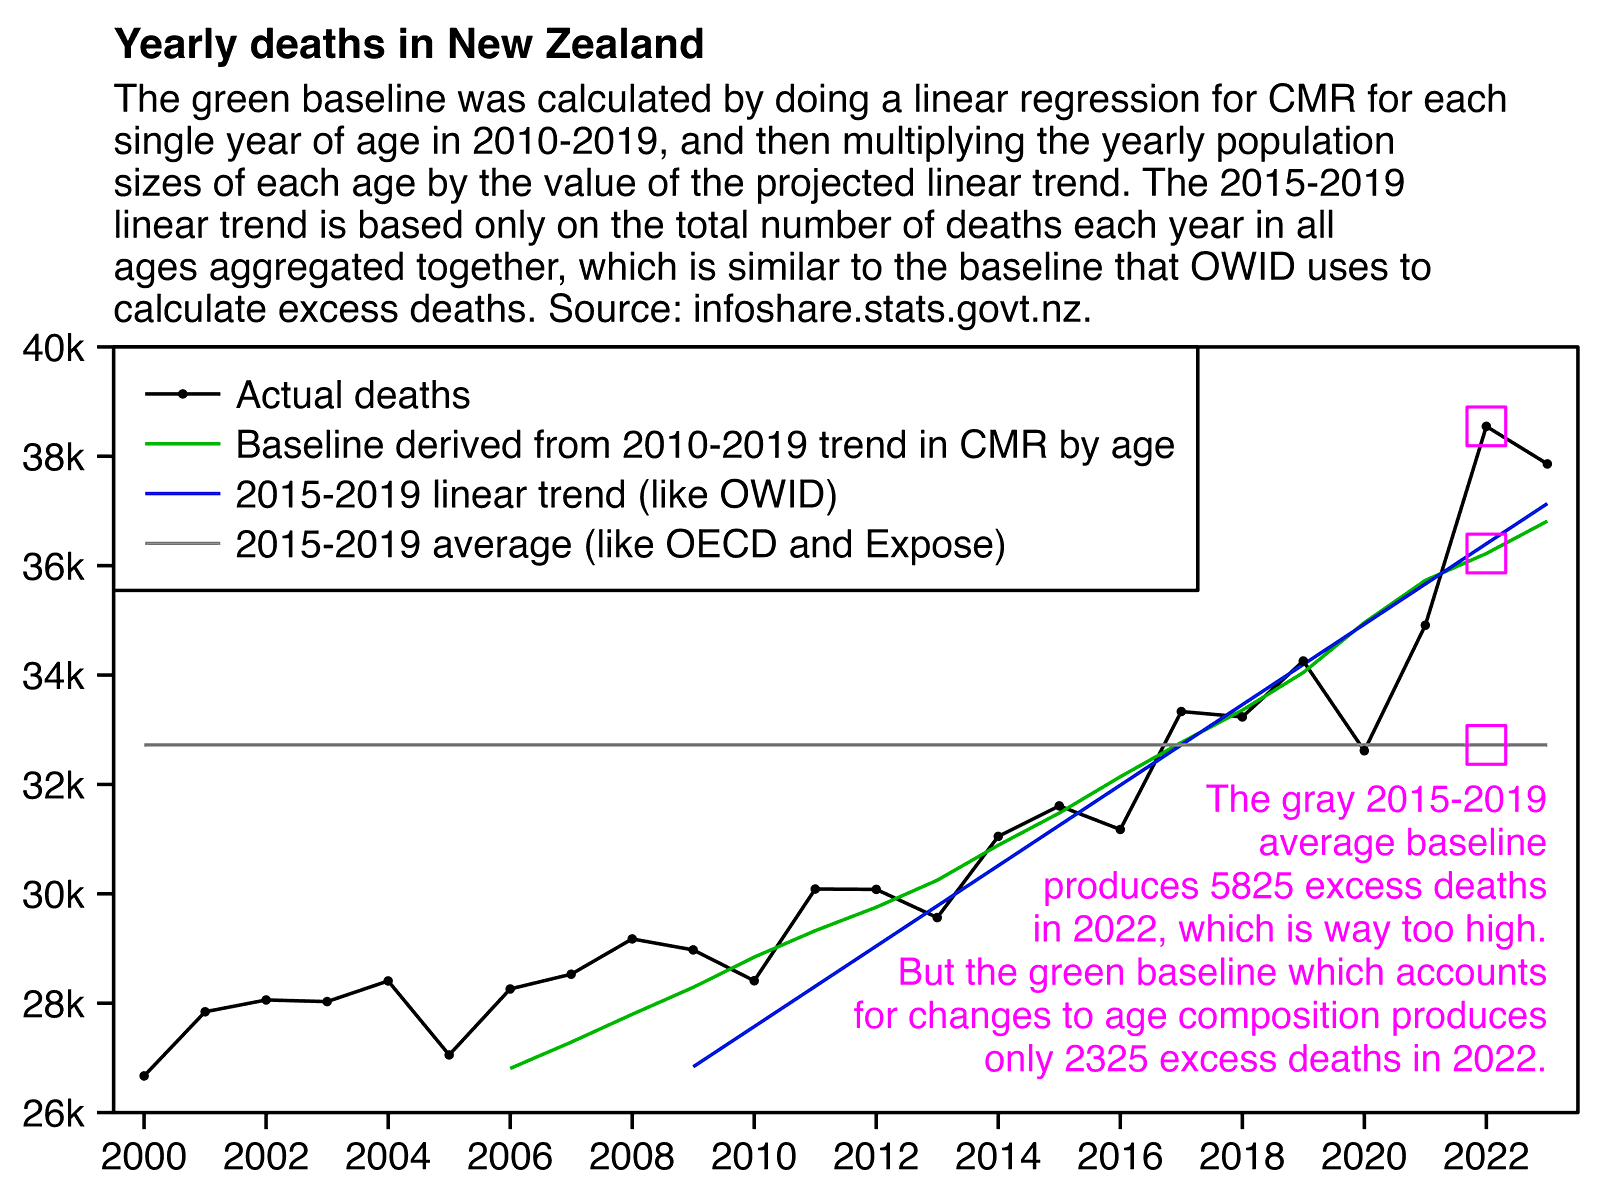 Yearly deaths in New Zealand
The green baseline was calculated by doing a linear regression for CMR for each
single year of age in 2010-2019, and then multiplying the yearly population
sizes of each age by the value of the projected linear trend. The 2015-2019
linear trend is based only on the total number of deaths each year in all
ages aggregated together, which is similar to the baseline that OWID uses to
calculate excess deaths. Source: infoshare.stats.govt.nz.
40k
38k
36k
34k
32k
30k
28k
26k
Actual deaths
Baseline derived from 2010-2019 trend in CMR by age
2015-2019 linear trend (like OWID)
2015-2019 average (like OECD and Expose)
The gray 2015-2019
average baseline
produces 5825 excess deaths
in 2022, which is way too high.
But the green baseline which accounts
for changes to age composition produces
only 2325 excess deaths in 2022.
2000 2002 2004 2006 2008 2010 2012 2014 2016 2018 2020 2022